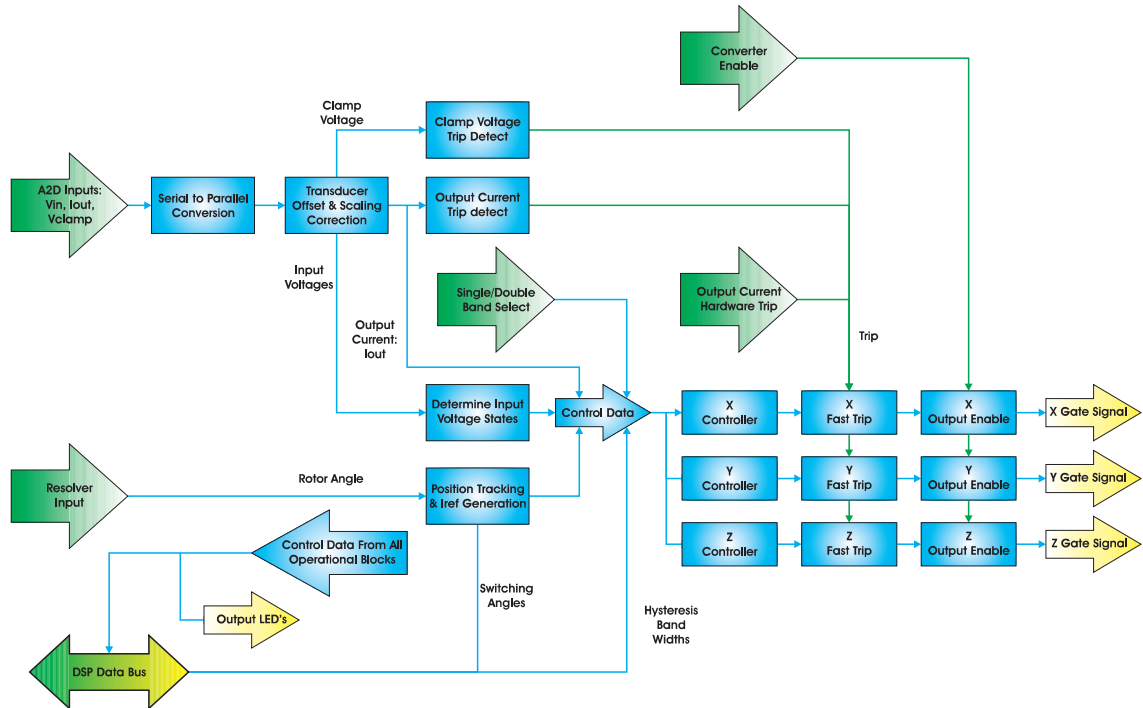 Converter
Enable
Clamp
Voltage
Clamp Voltage
Trip Detect
A2D Inputs:
Vin, Iout,
Vclamp
Serial to Parallel
Conversion
Transducer
Offset & Scaling
Correction
Output Current
Trip detect
Input
Voltages
Single/Double
Band Select
Output Current
Hardware Trip
Output
Current:
Iout
Trip
Determine Input
Voltage States
Control Data
X
Controller
X
Fast Trip
X
Output Enable
X Gate Signal
Resolver
Input
Rotor Angle
Position Tracking
& Iref Generation
Y
Controller
Y
Fast Trip
Y
Output Enable
Y Gate Signal
Control Data From All
Operational Blocks
Z
Controller
Z
Fast Trip
Z
Output Enable
Z Gate Signal
Switching
Angles
Output LED's
Hysteresis
Band
Widths
DSP Data Bus